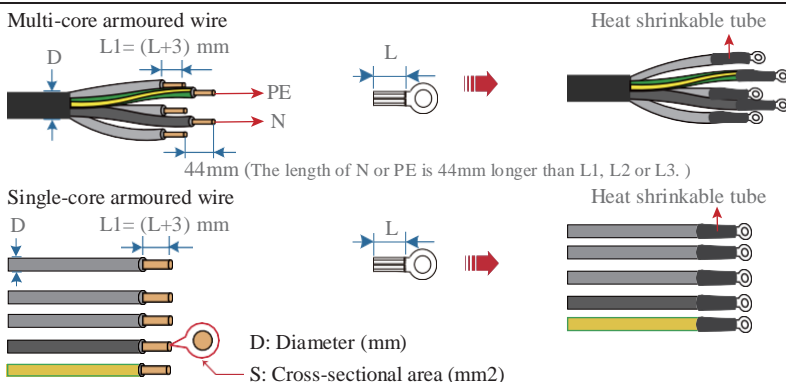 Multi-core armoured wire
Heat shrinkable tube
L1= (L+3) mm
L
D
PE
N
44mm (The length of N or PE is 44mm longer than L1, L2 or L3. )
Single-core armoured wire
Heat shrinkable tube
L1= (L+3) mm
L
D
D: Diameter (mm)
S: Cross-sectional area (mm2)